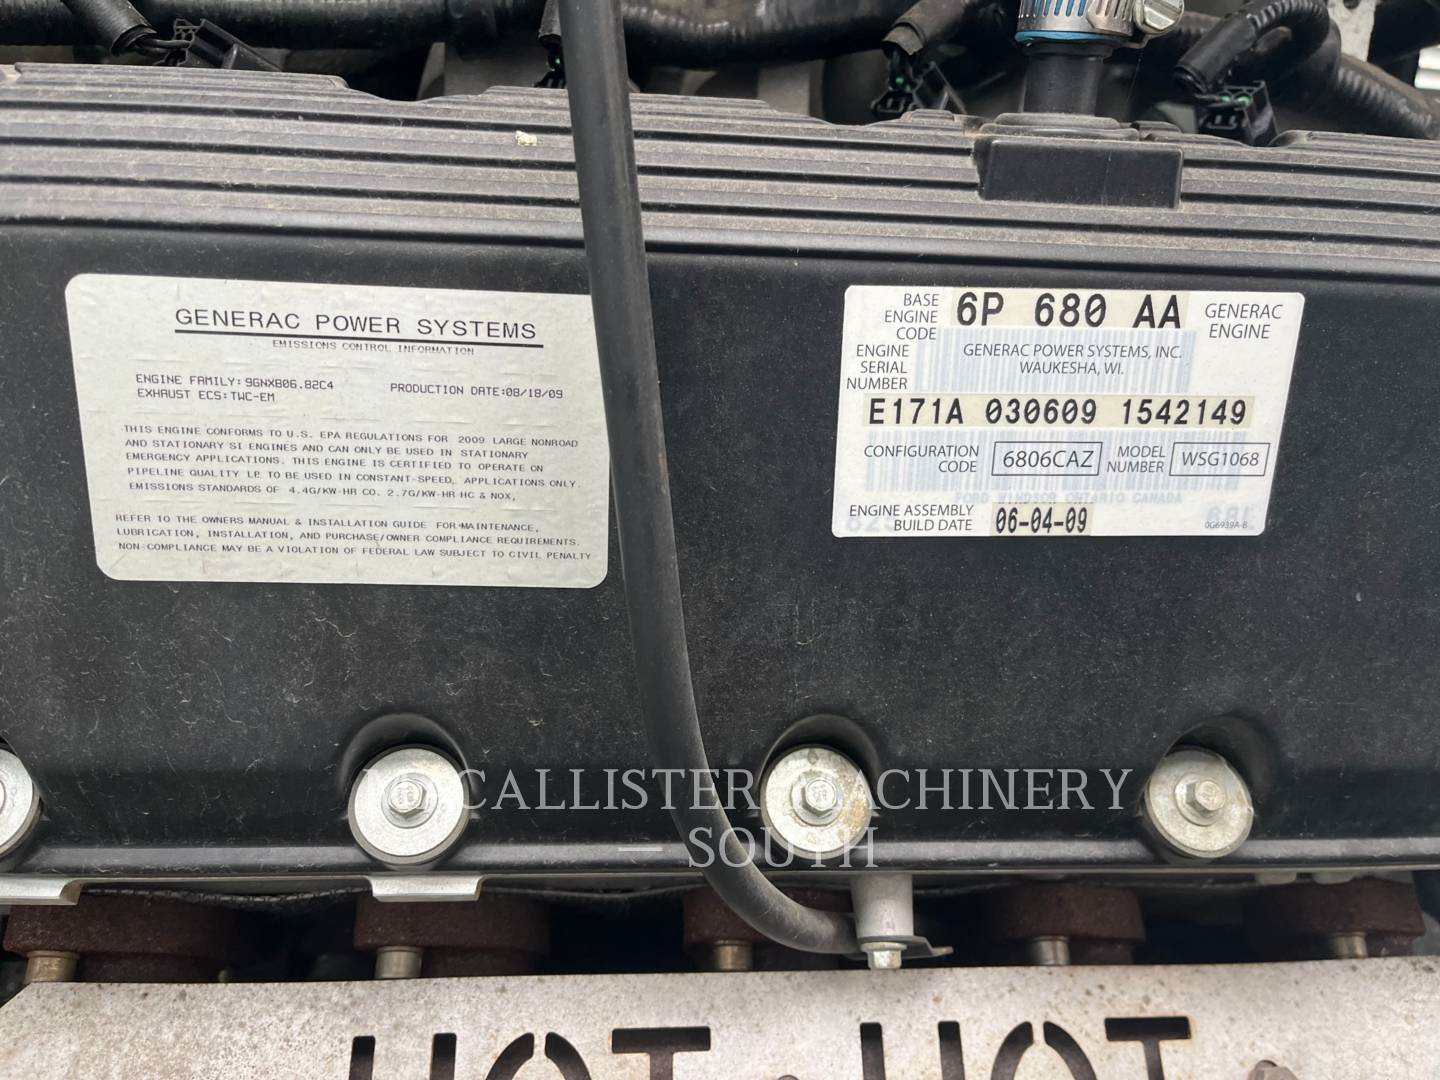 GENERAC POWER SYSTEMS
EMISSIONS CONTROL INFORMATION
ENGINE FAMILY: 9GNXB06.82C4
PRODUCTION DATE:08/18/09
EXHAUST ECS: TWC-EM
THIS ENGINE CONFORMS TO U.S. EPA REGULATIONS FOR 2009 LARGE NONROAD
AND STATIONARY SI ENGINES AND CAN ONLY BE USED IN STATIONARY
EMERGENCY APPLICATIONS. THIS ENGINE IS CERTIFIED TO OPERATE ON
PIPELINE QUALITY LP. TO BE USED IN CONSTANT-SPEED, APPLICATIONS ONLY.
EMISSIONS STANDARDS OF 4.4G/KW-HR CO. 2.7G/KW-HR HC & NOX,
REFER TO THE OWNERS MANUAL & INSTALLATION GUIDE FOR MAINTENANCE,
LUBRICATION, INSTALLATION, AND PURCHASE/OWNER COMPLIANCE REQUIREMENTS.
NON-COMPLIANCE MAY BE A VIOLATION OF FEDERAL LAW SUBJECT TO CIVIL PENALTY
BASE
ENGINE
CODE
6P 680 AA
GENERAC
ENGINE
ENGINE
SERIAL
NUMBER
GENERAC POWER SYSTEMS, INC.
WAUKESHA, WI.
E171A 030609 1542149
CONFIGURATION
CODE
6806CAZ
MODEL
NUMBER
WSG1068
FORD WINDSOR ONTARIO CANADA
ENGINE ASSEMBLY
BUILD DATE
06-04-09
0G6939A-B
McCALLISTER MACHINERY
— SOUTH
HOT HOT